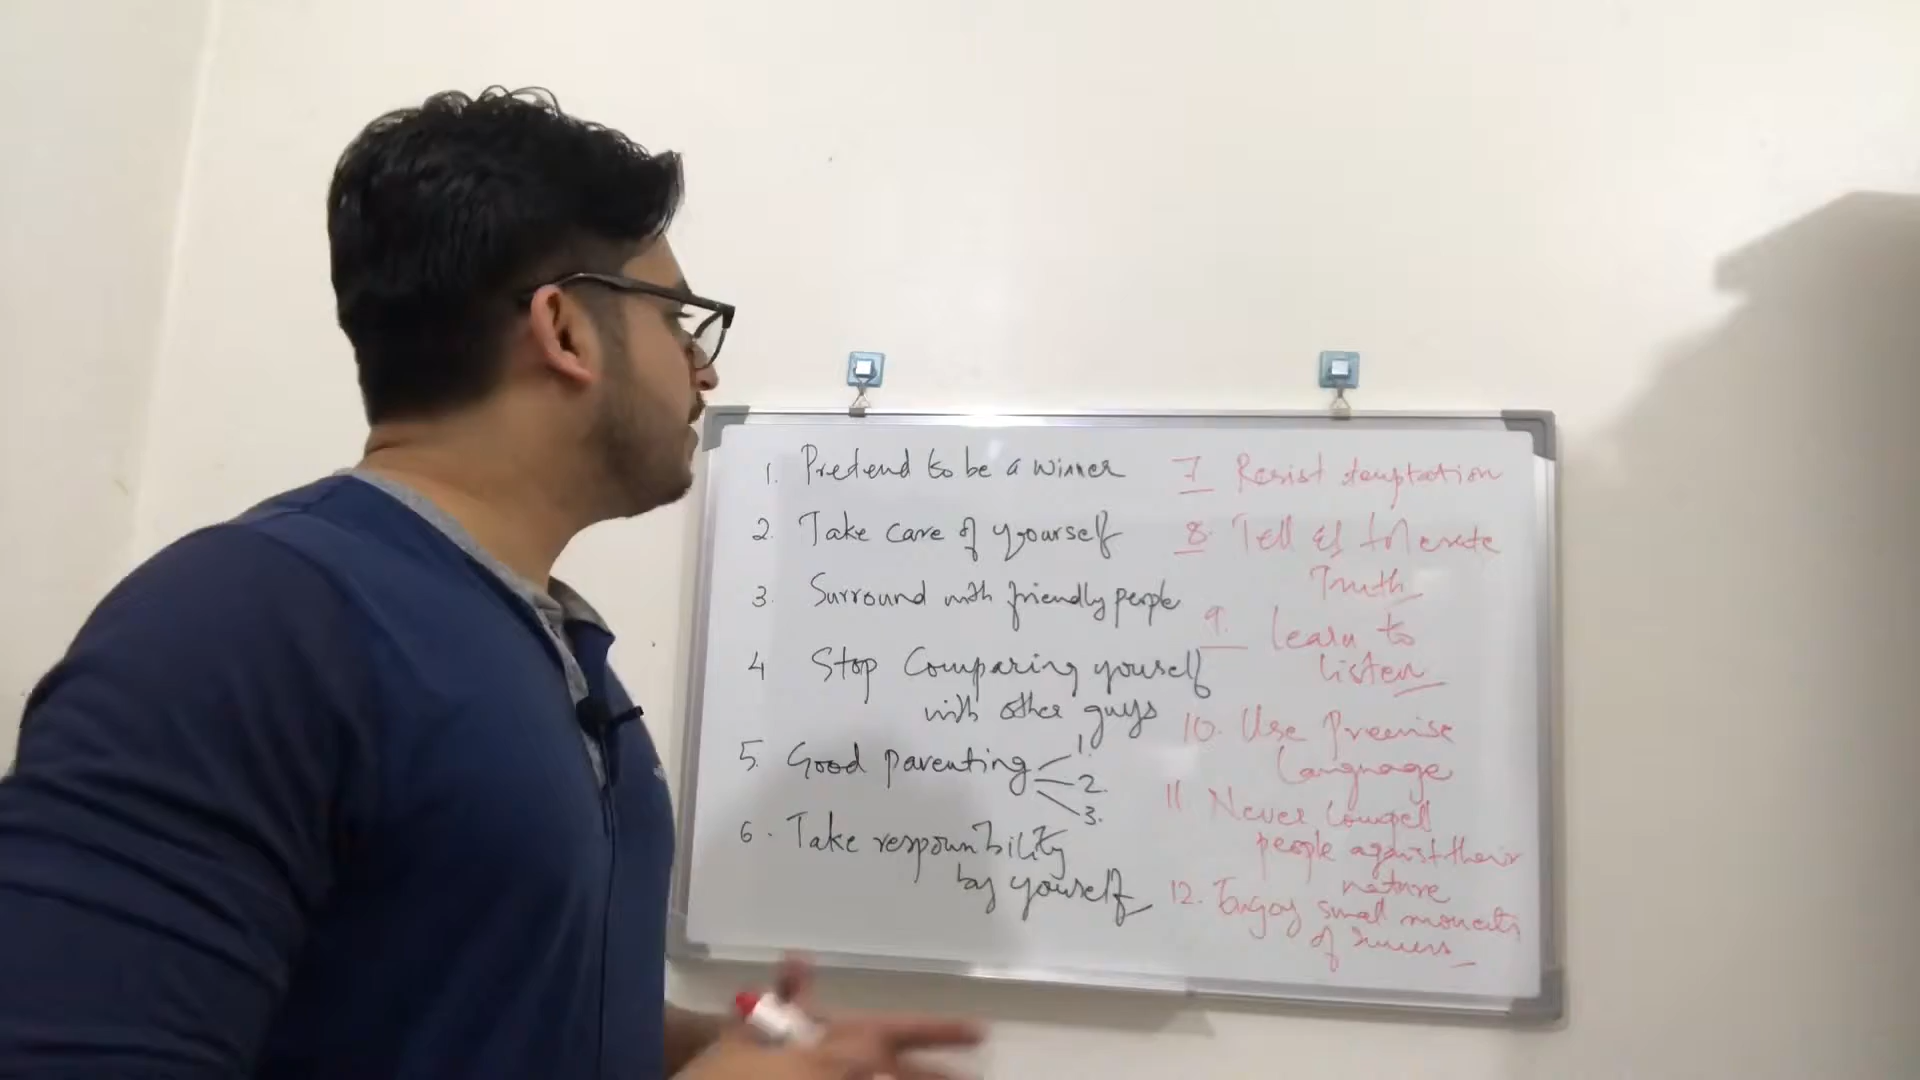 1. Pretend to be a winner
2. Take care of yourself
3. Surround with friendly people
4 Stop Comparing yourself
with other guys
5. Good parenting
1.
2.
3.
6. Take responsibility
by yourself
7 Resist temptation
8. Tell & tolerate
Truth
9. Learn to
listen
10. Use Precise
Language
11 Never Compell
people against their
nature
12. Enjoy small moments
of